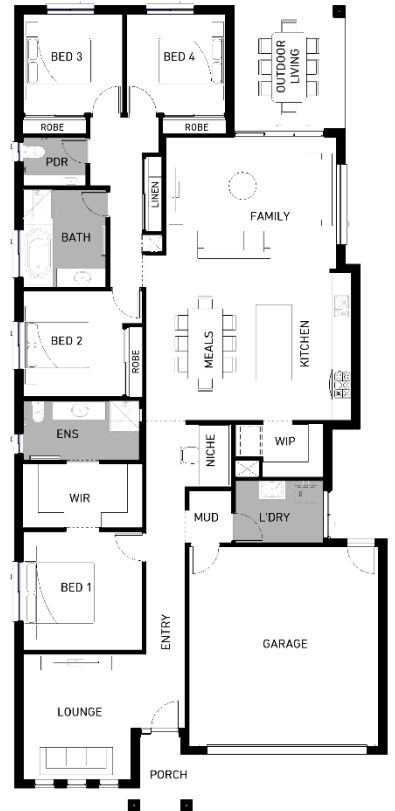 BED 3
BED 4
OUTDOOR
LIVING
ROBE
ROBE
PDR
LINEN
FAMILY
BATH
BED 2
ROBE
MEALS
KITCHEN
ENS
NICHE
WIP
WIR
MUD
L'DRY
BED 1
ENTRY
GARAGE
LOUNGE
PORCH